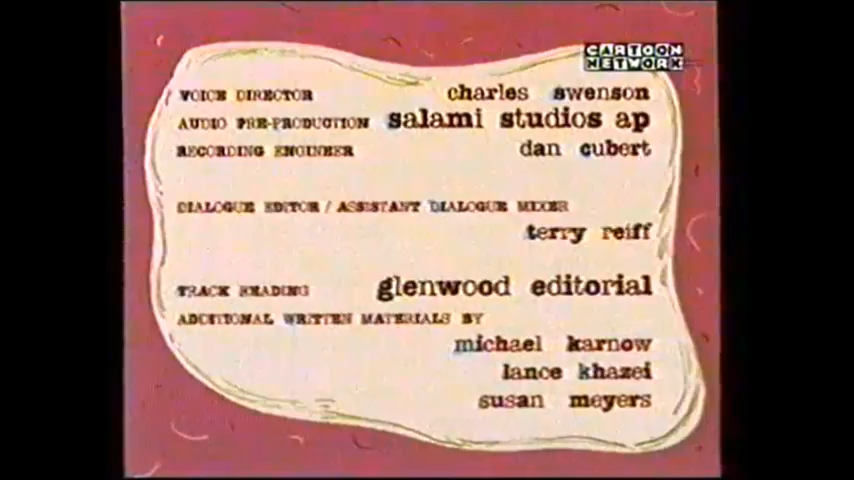 CARTOON
NETWORK
VOICE DIRECTOR charles swenson
AUDIO PRE-PRODUCTION salami studios ap
RECORDING ENGINEER dan cubert
DIALOGUE EDITOR / ASSISTANT DIALOGUE MIXER
terry reiff
TRACK READING glenwood editorial
ADDITIONAL WRITTEN MATERIALS BY
michael karnow
lance khazei
susan meyers